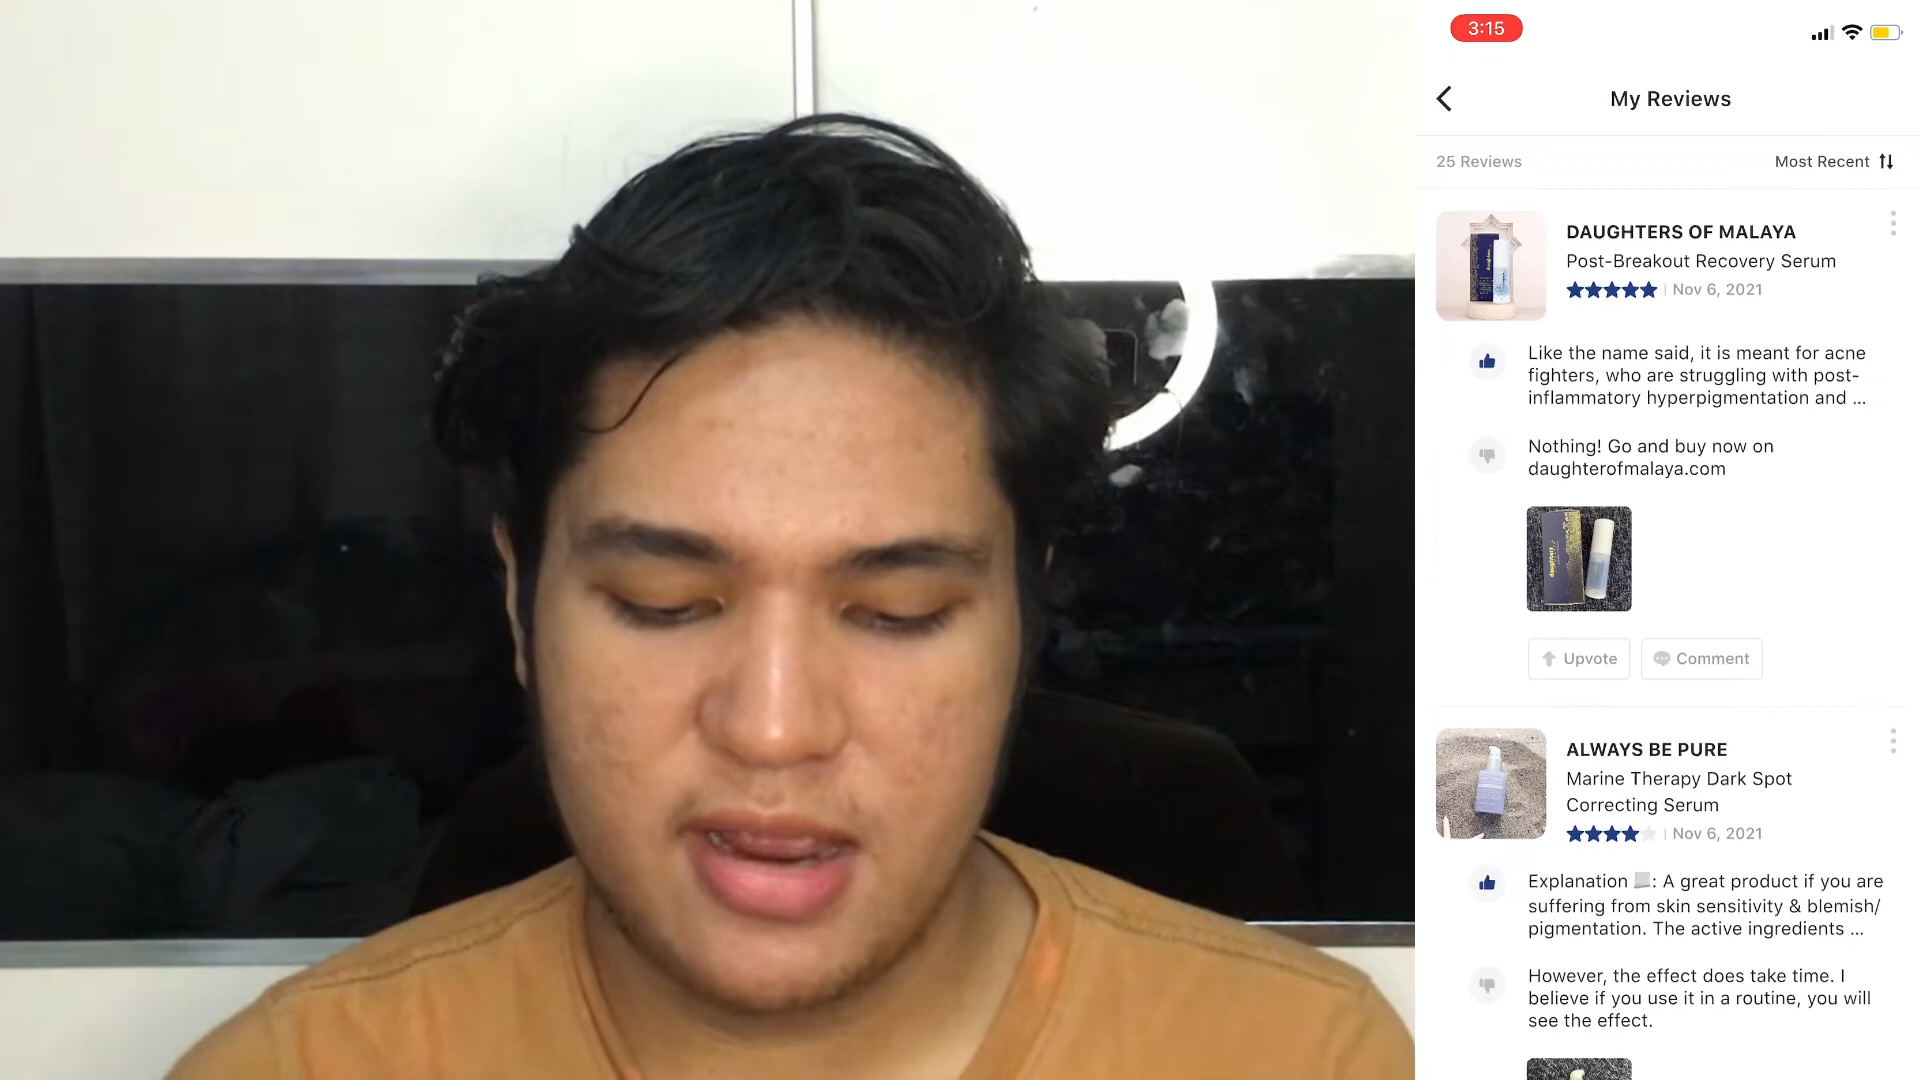 3:15
My Reviews
25 Reviews
Most Recent
DAUGHTERS OF MALAYA
Post-Breakout Recovery Serum
Nov 6, 2021
Like the name said, it is meant for acne
fighters, who are struggling with post-
inflammatory hyperpigmentation and ...
Nothing! Go and buy now on
daughterofmalaya.com
daughters
Upvote
Comment
ALWAYS BE PURE
Marine Therapy Dark Spot
Correcting Serum
Nov 6, 2021
Explanation 📃: A great product if you are
suffering from skin sensitivity & blemish/
pigmentation. The active ingredients ...
However, the effect does take time. I
believe if you use it in a routine, you will
see the effect.